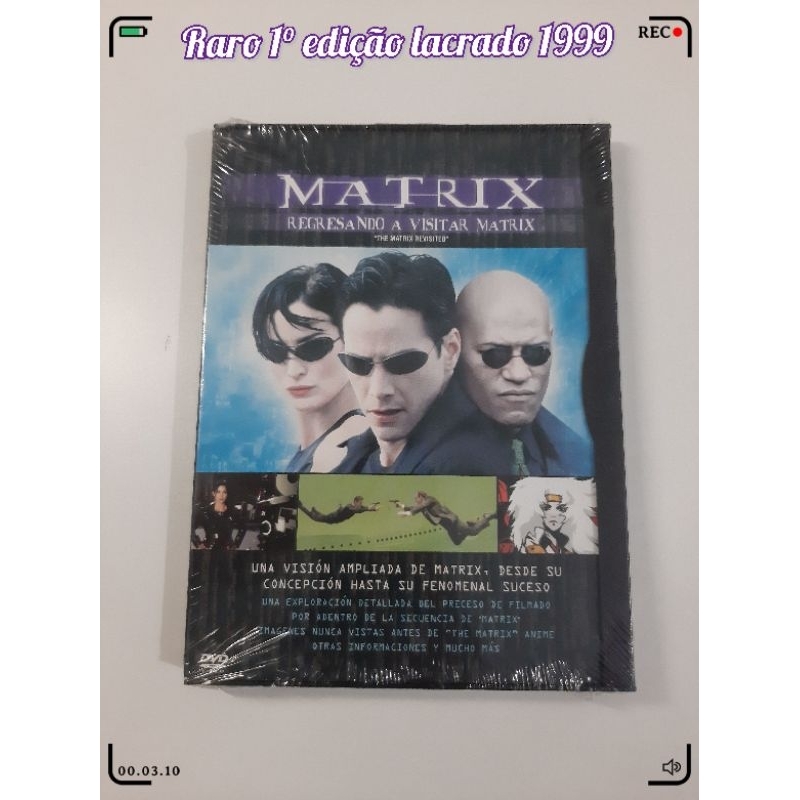 Raro 1º edição lacrado 1999
REC
MATRIX
REGRESANDO A VISITAR MATRIX
"THE MATRIX REVISITED"
UNA VISIÓN AMPLIADA DE MATRIX, DESDE SU
CONCEPCIÓN HASTA SU FENOMENAL SUCESO
UNA EXPLORACIÓN DETALLADA DEL PRECESO DE FILMADO
POR ADENTRO DE LA SECUENCIA DE "MATRIX"
IMAGENES NUNCA VISTAS ANTES DE "THE MATRIX" ANIME
OTRAS INFORMACIONES Y MUCHO MÁS
DVD
00.03.10